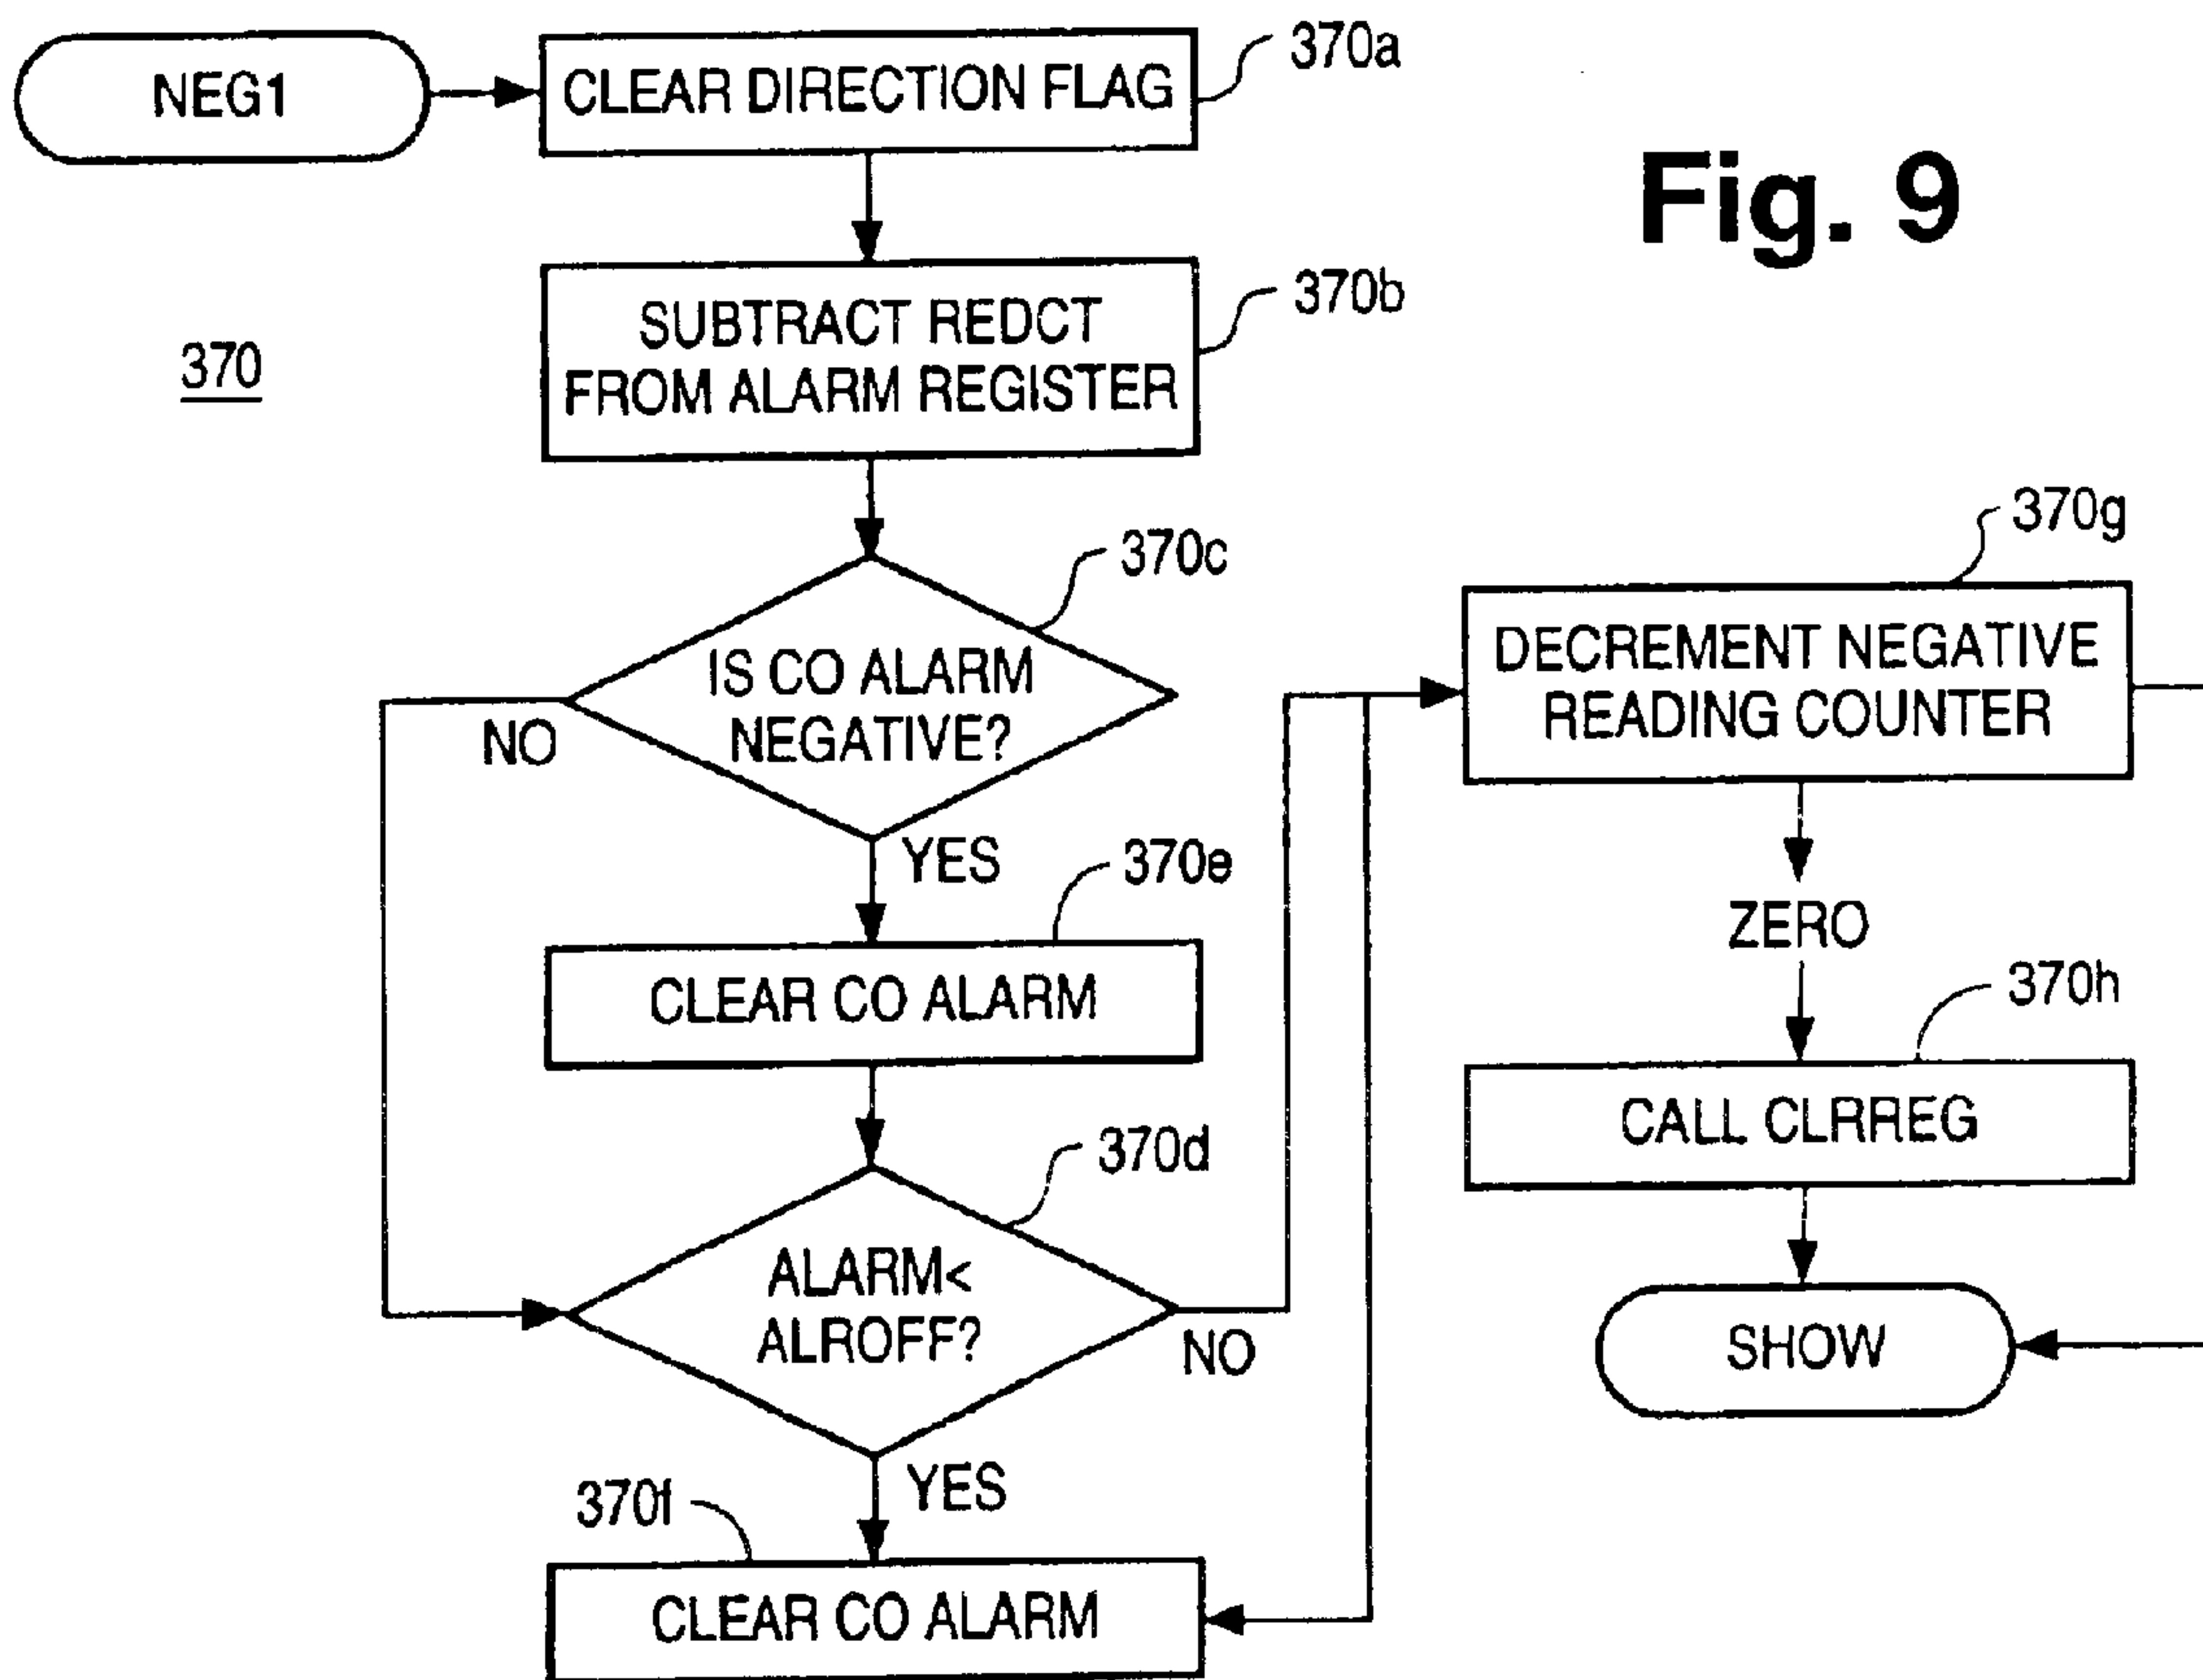 NEG1
CLEAR DIRECTION FLAG
370a
Fig. 9
370
SUBTRACT REDCT
FROM ALARM REGISTER
370b
370c
IS CO ALARM
NEGATIVE?
NO
YES
370e
CLEAR CO ALARM
370d
ALARM<
ALROFF?
NO
YES
370f
CLEAR CO ALARM
370g
DECREMENT NEGATIVE
READING COUNTER
ZERO
370h
CALL CLRREG
SHOW